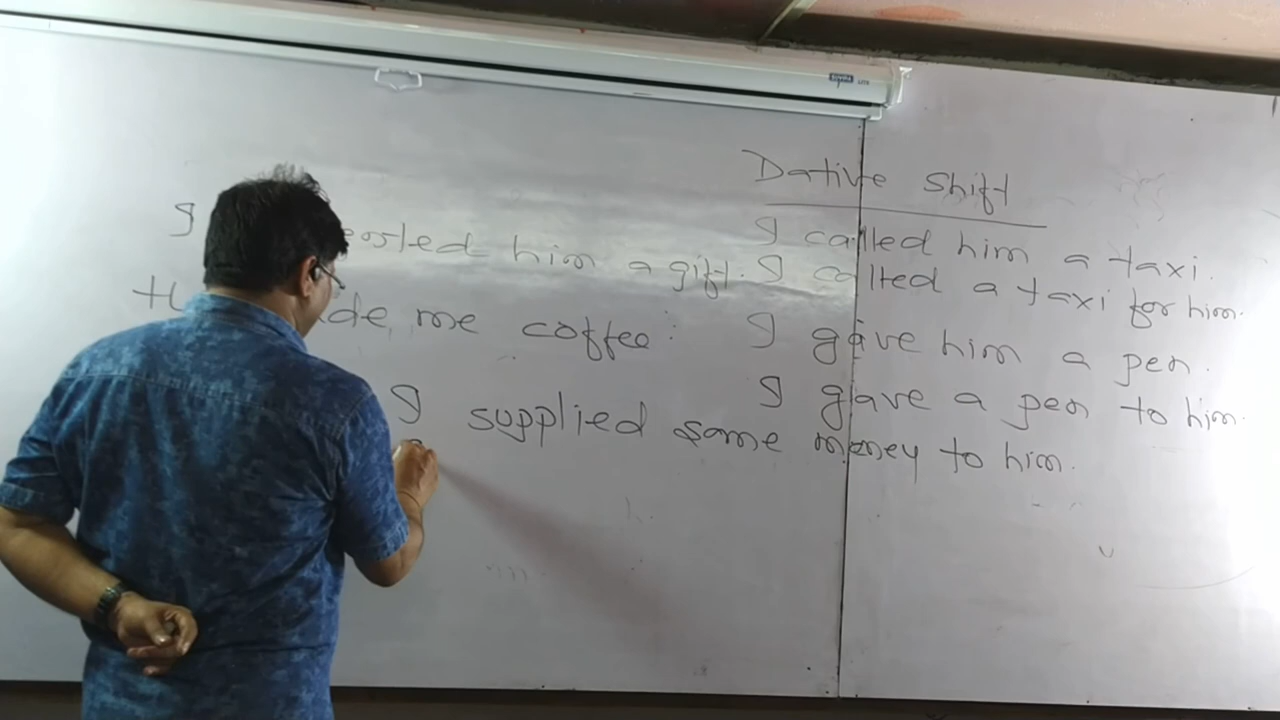 Dative Shift
I him a gift.
me coffee.
I supplied some money to him.
I called him a taxi.
I called a taxi for him.
I gave him a pen.
I gave a pen to him.